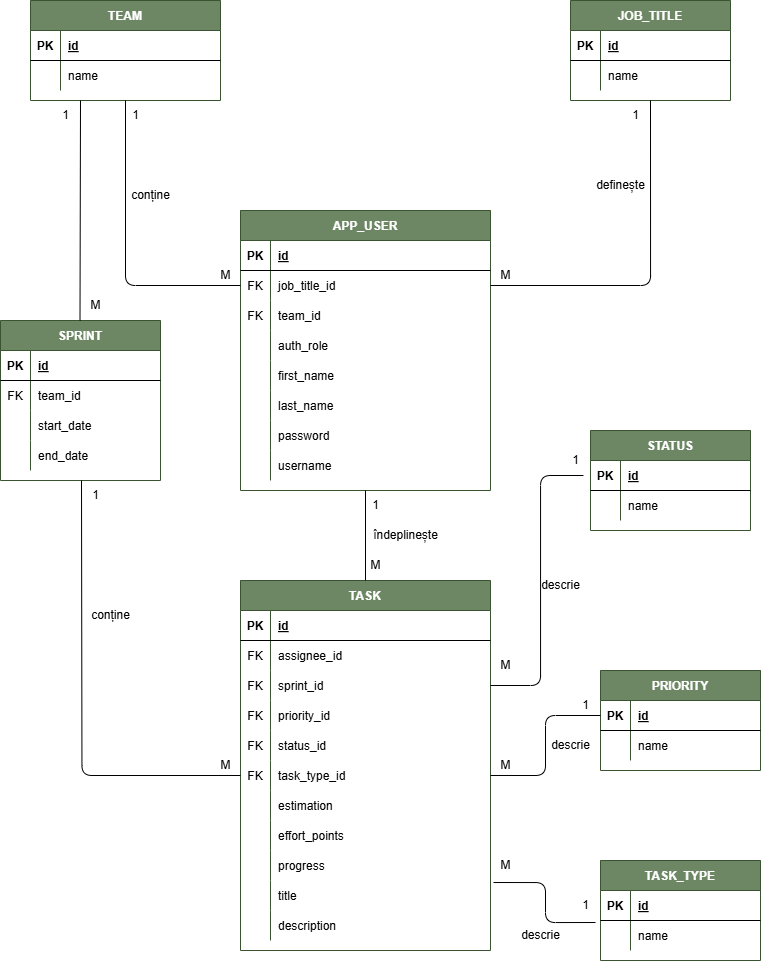 TEAM
PK id
name
JOB_TITLE
PK id
name
1
1
1
conține
definește
APP_USER
PK id
FK job_title_id
FK team_id
auth_role
first_name
last_name
password
username
M
M
M
SPRINT
PK id
FK team_id
start_date
end_date
1
STATUS
PK id
name
1
1
îndeplinește
M
descrie
conține
TASK
PK id
FK assignee_id
FK sprint_id
FK priority_id
FK status_id
FK task_type_id
estimation
effort_points
progress
title
description
M
M
M
M
PRIORITY
PK id
name
1
descrie
TASK_TYPE
PK id
name
1
descrie